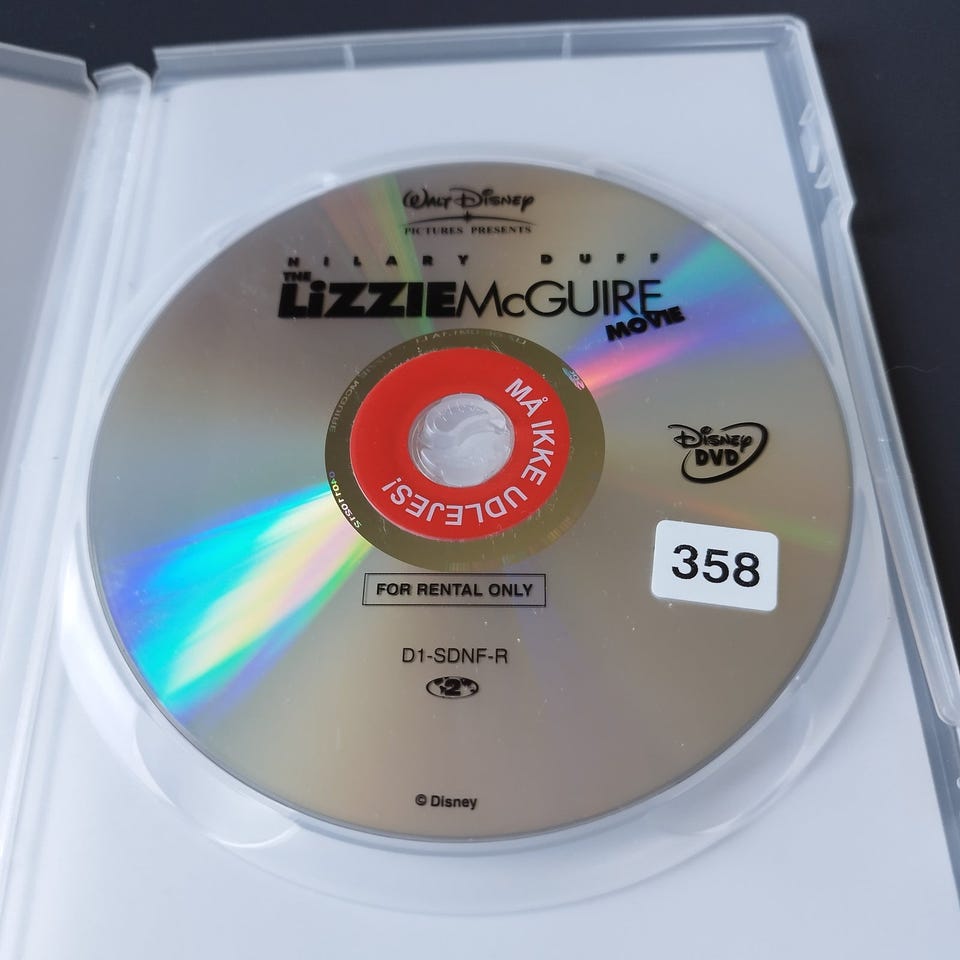 WALT DISNEY
PICTURES PRESENTS
HILARY DUFF
THE
LiZZIE McGUIRE
MOVIE
MÅ IKKE UDLEJES!
DISNEY
DVD
358
FOR RENTAL ONLY
D1-SDNF-R
2
© Disney